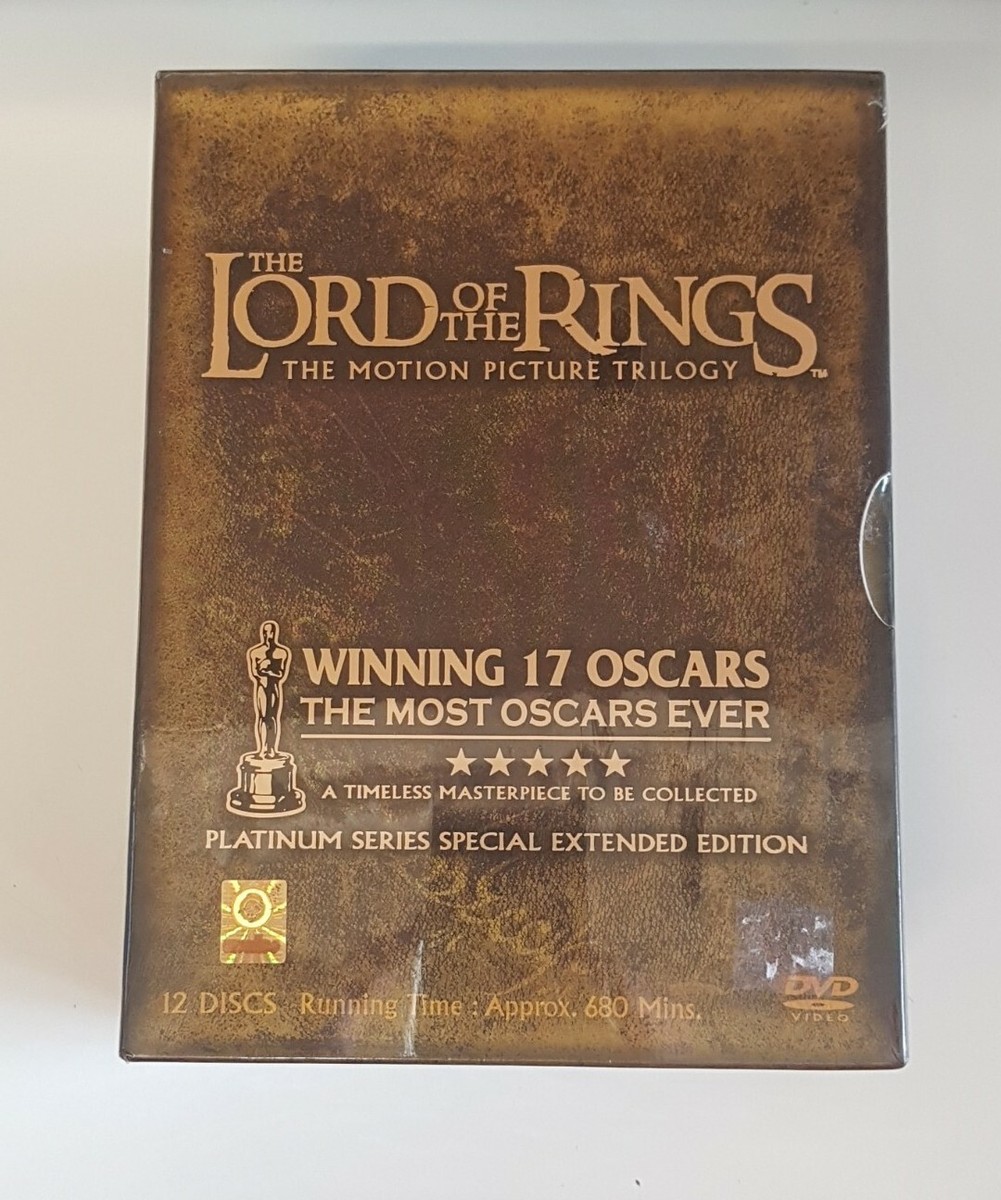 THE LORD OF THE RINGS™
THE MOTION PICTURE TRILOGY
WINNING 17 OSCARS
THE MOST OSCARS EVER
A TIMELESS MASTERPIECE TO BE COLLECTED
PLATINUM SERIES SPECIAL EXTENDED EDITION
12 DISCS Running Time : Approx. 680 Mins.
DVD
VIDEO